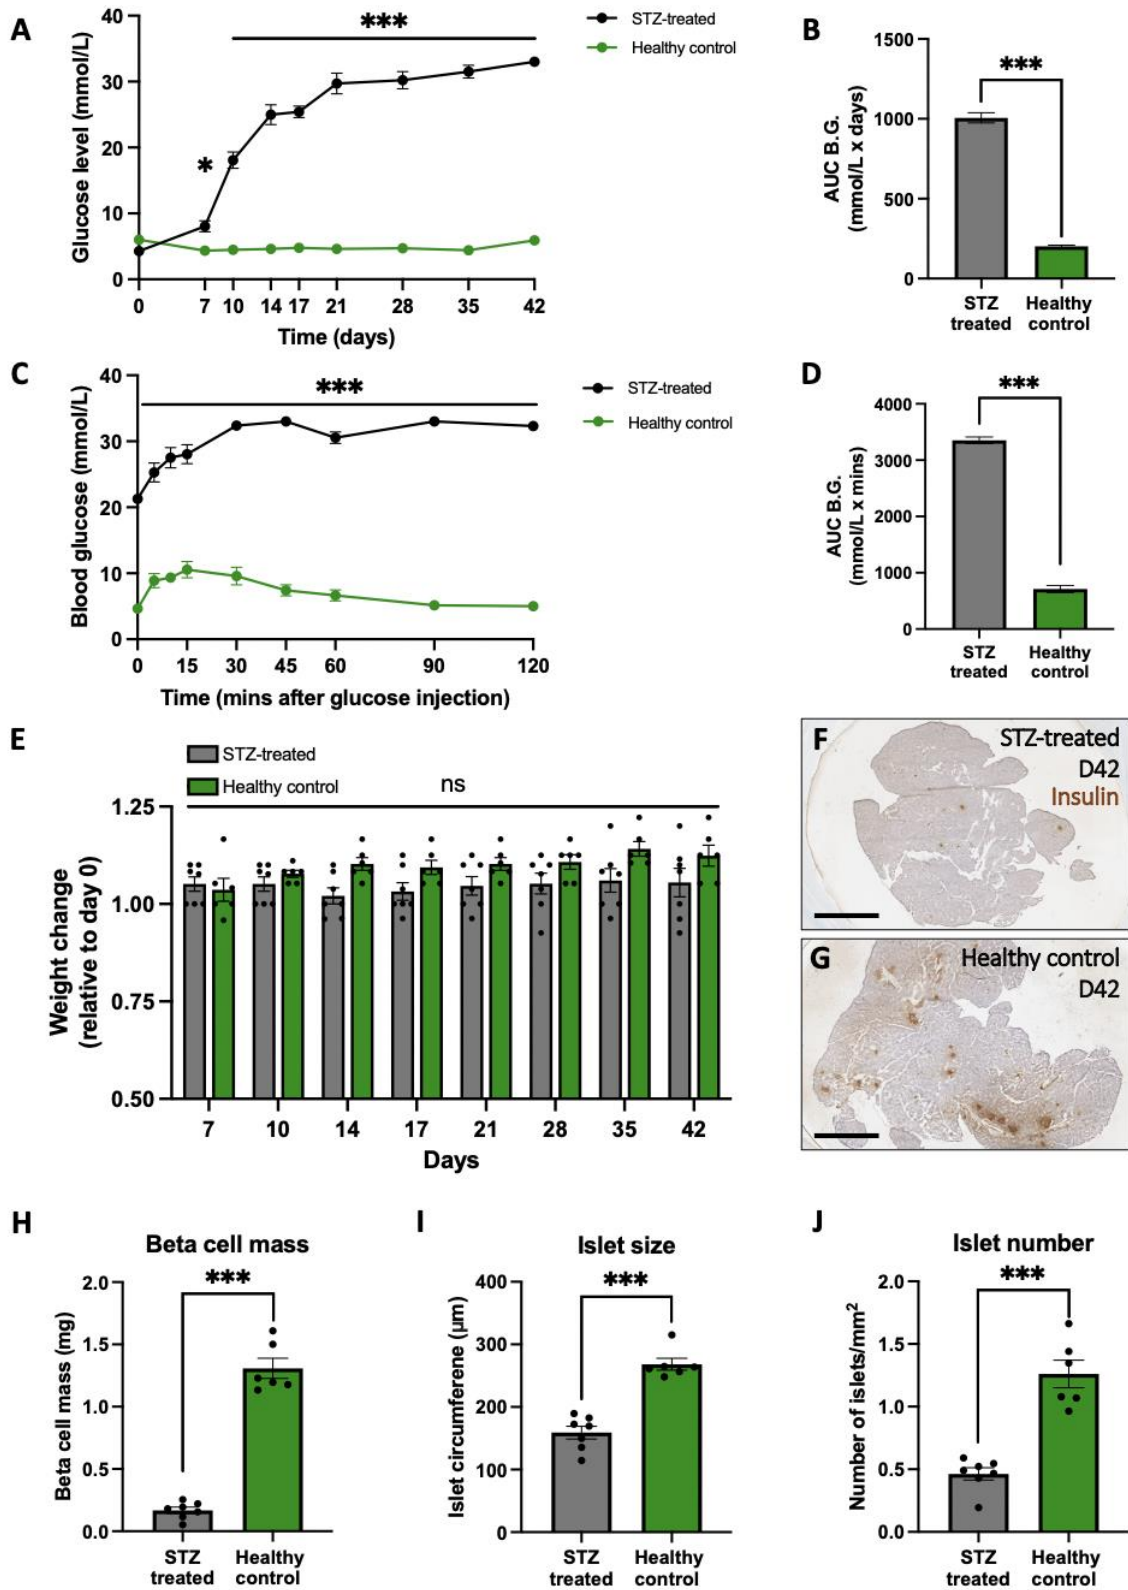 A
Glucose level (mmol/L)
40
30
20
10
0
***
*
0 7 10 14 17 21 28 35 42
Time (days)
STZ-treated
Healthy control
B
AUC B.G.
(mmol/L x days)
1500
1000
500
0
***
STZ
treated
Healthy
control
C
Blood glucose (mmol/L)
40
30
20
10
0
***
0 15 30 45 60 90 120
Time (mins after glucose injection)
STZ-treated
Healthy control
D
AUC B.G.
(mmol/L x mins)
4000
3000
2000
1000
0
***
STZ
treated
Healthy
control
E
STZ-treated
Healthy control
ns
Weight change
(relative to day 0)
1.25
1.00
0.75
0.50
7 10 14 17 21 28 35 42
Days
F
STZ-treated
D42
Insulin
G
Healthy control
D42
H
Beta cell mass
***
Beta cell mass (mg)
2.0
1.5
1.0
0.5
0.0
STZ
treated
Healthy
control
I
Islet size
***
Islet circumferene (µm)
400
300
200
100
0
STZ
treated
Healthy
control
J
Islet number
***
Number of islets/mm²
2.0
1.5
1.0
0.5
0.0
STZ
treated
Healthy
control